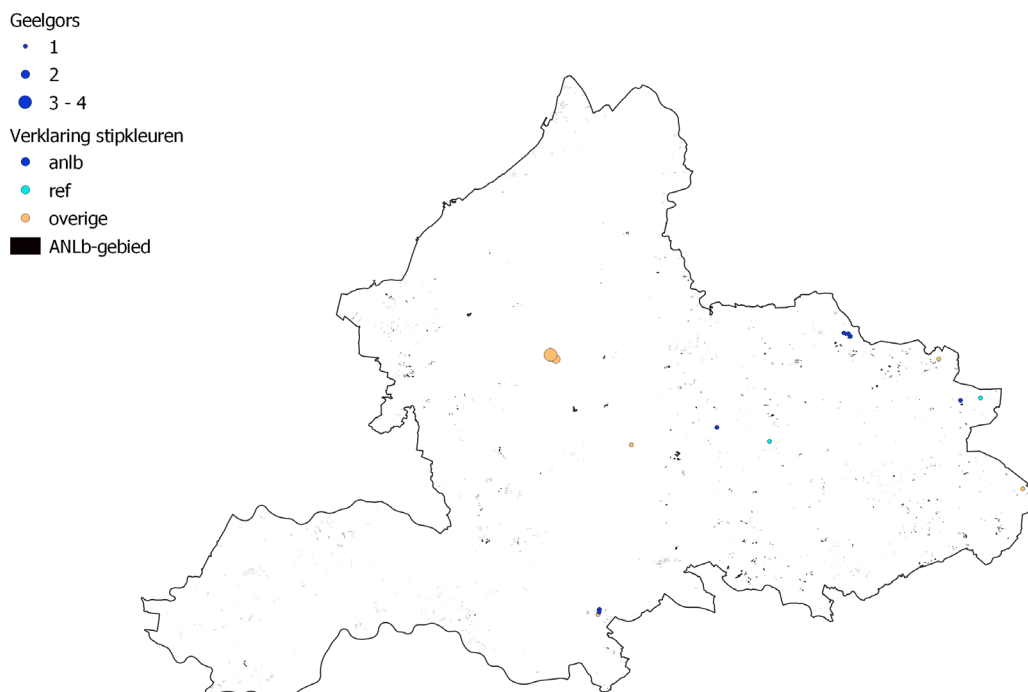 Geelgors
1
2
3 - 4
Verklaring stipkleuren
anlb
ref
overige
ANLb-gebied